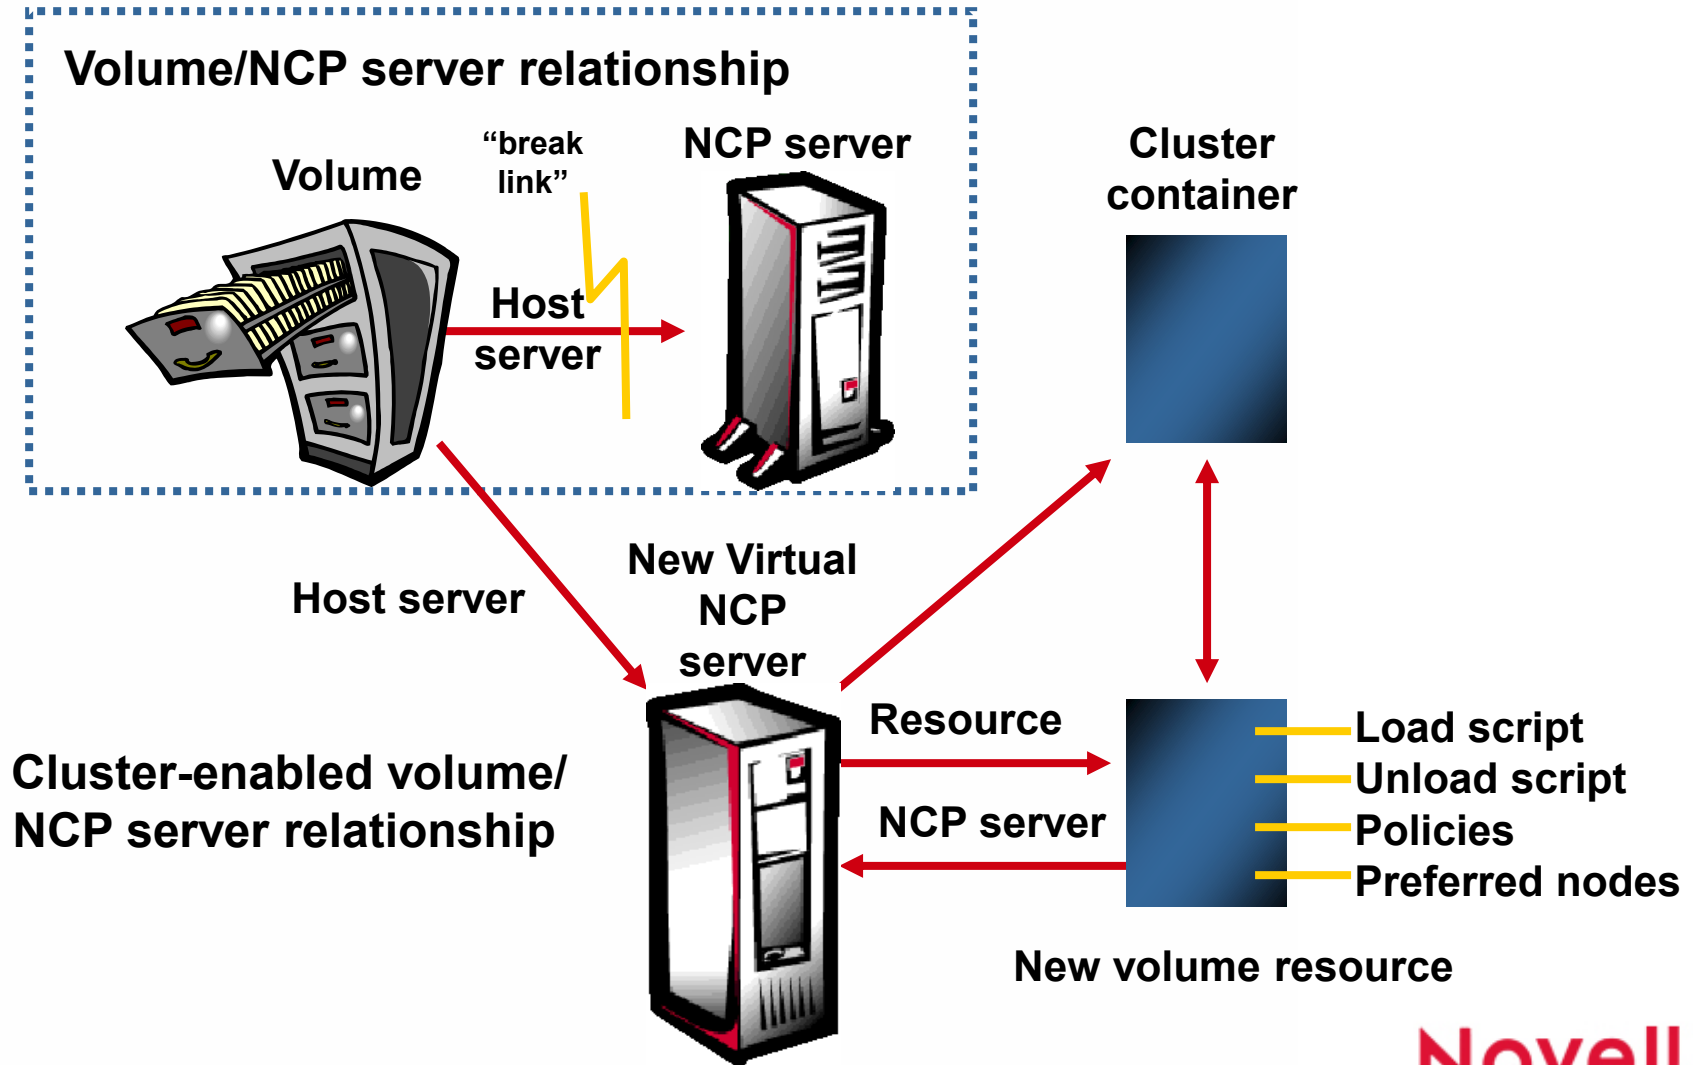 Volume/NCP server relationship
Volume
“break
link”
NCP server
Host
server
Cluster
container
Host server
New Virtual
NCP
server
Resource
NCP server
Cluster-enabled volume/
NCP server relationship
Load script
Unload script
Policies
Preferred nodes
New volume resource
Novell